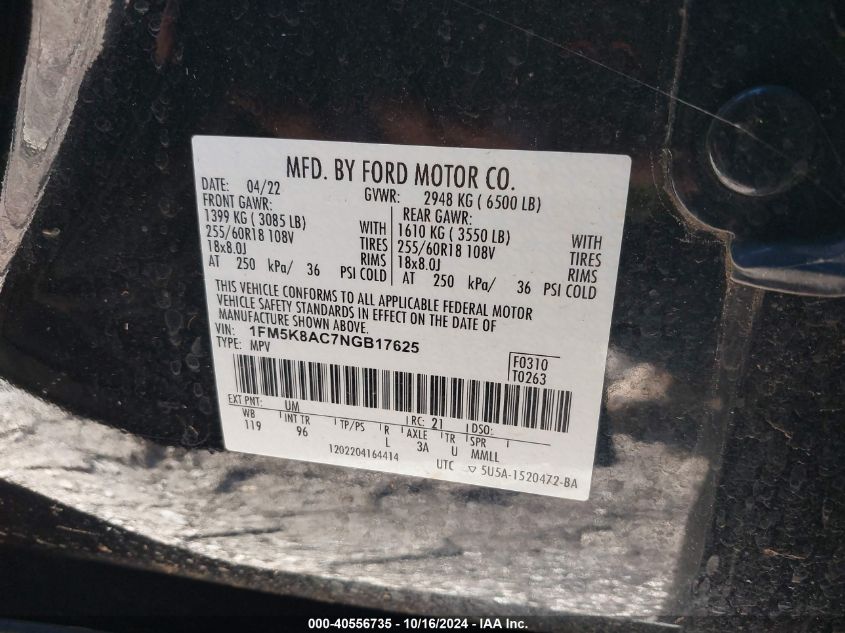 MFD. BY FORD MOTOR CO.
DATE: 04/22 GVWR: 2948 KG ( 6500 LB)
FRONT GAWR: REAR GAWR:
1399 KG ( 3085 LB) WITH 1610 KG ( 3550 LB) WITH
255/60R18 108V TIRES 255/60R18 108V TIRES
18x8.0J RIMS 18x8.0J RIMS
AT 250 kPa/ 36 PSI COLD AT 250 kPa/ 36 PSI COLD
THIS VEHICLE CONFORMS TO ALL APPLICABLE FEDERAL MOTOR
VEHICLE SAFETY STANDARDS IN EFFECT ON THE DATE OF
MANUFACTURE SHOWN ABOVE.
VIN: 1FM5K8AC7NGB17625
TYPE: MPV
F0310
T0263
EXT PNT: UM RC: 21 DSO:
WB INT TR TP/PS R AXLE TR SPR
119 96 L 3A U MMLL
1202204164414 UTC ▽ 5U5A-1520472-BA
000-40556735 - 10/16/2024 - IAA Inc.